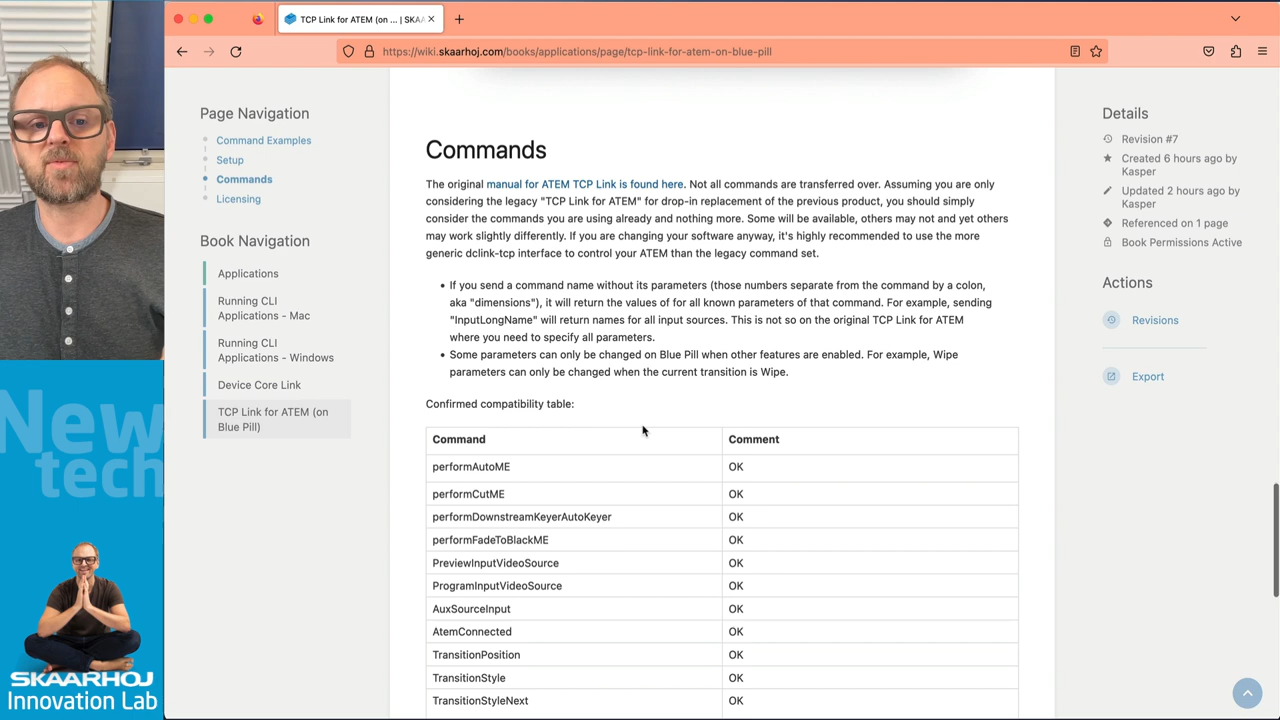 TCP Link for ATEM (on ... | SKAA
https://wiki.skaarhoj.com/books/applications/page/tcp-link-for-atem-on-blue-pill
Page Navigation
Command Examples
Setup
Commands
Licensing
Book Navigation
Applications
Running CLI
Applications - Mac
Running CLI
Applications - Windows
Device Core Link
TCP Link for ATEM (on
Blue Pill)
Commands
The original manual for ATEM TCP Link is found here. Not all commands are transferred over. Assuming you are only
considering the legacy "TCP Link for ATEM" for drop-in replacement of the previous product, you should simply
consider the commands you are using already and nothing more. Some will be available, others may not and yet others
may work slightly differently. If you are changing your software anyway, it's highly recommended to use the more
generic dclink-tcp interface to control your ATEM than the legacy command set.
If you send a command name without its parameters (those numbers separate from the command by a colon,
aka "dimensions"), it will return the values of for all known parameters of that command. For example, sending
"InputLongName" will return names for all input sources. This is not so on the original TCP Link for ATEM
where you need to specify all parameters.
Some parameters can only be changed on Blue Pill when other features are enabled. For example, Wipe
parameters can only be changed when the current transition is Wipe.
Confirmed compatibility table:
Command Comment
performAutoME OK
performCutME OK
performDownstreamKeyerAutoKeyer OK
performFadeToBlackME OK
PreviewInputVideoSource OK
ProgramInputVideoSource OK
AuxSourceInput OK
AtemConnected OK
TransitionPosition OK
TransitionStyle OK
TransitionStyleNext OK
Details
Revision #7
Created 6 hours ago by
Kasper
Updated 2 hours ago by
Kasper
Referenced on 1 page
Book Permissions Active
Actions
Revisions
Export
New
tech
SKAARHOJ
Innovation Lab